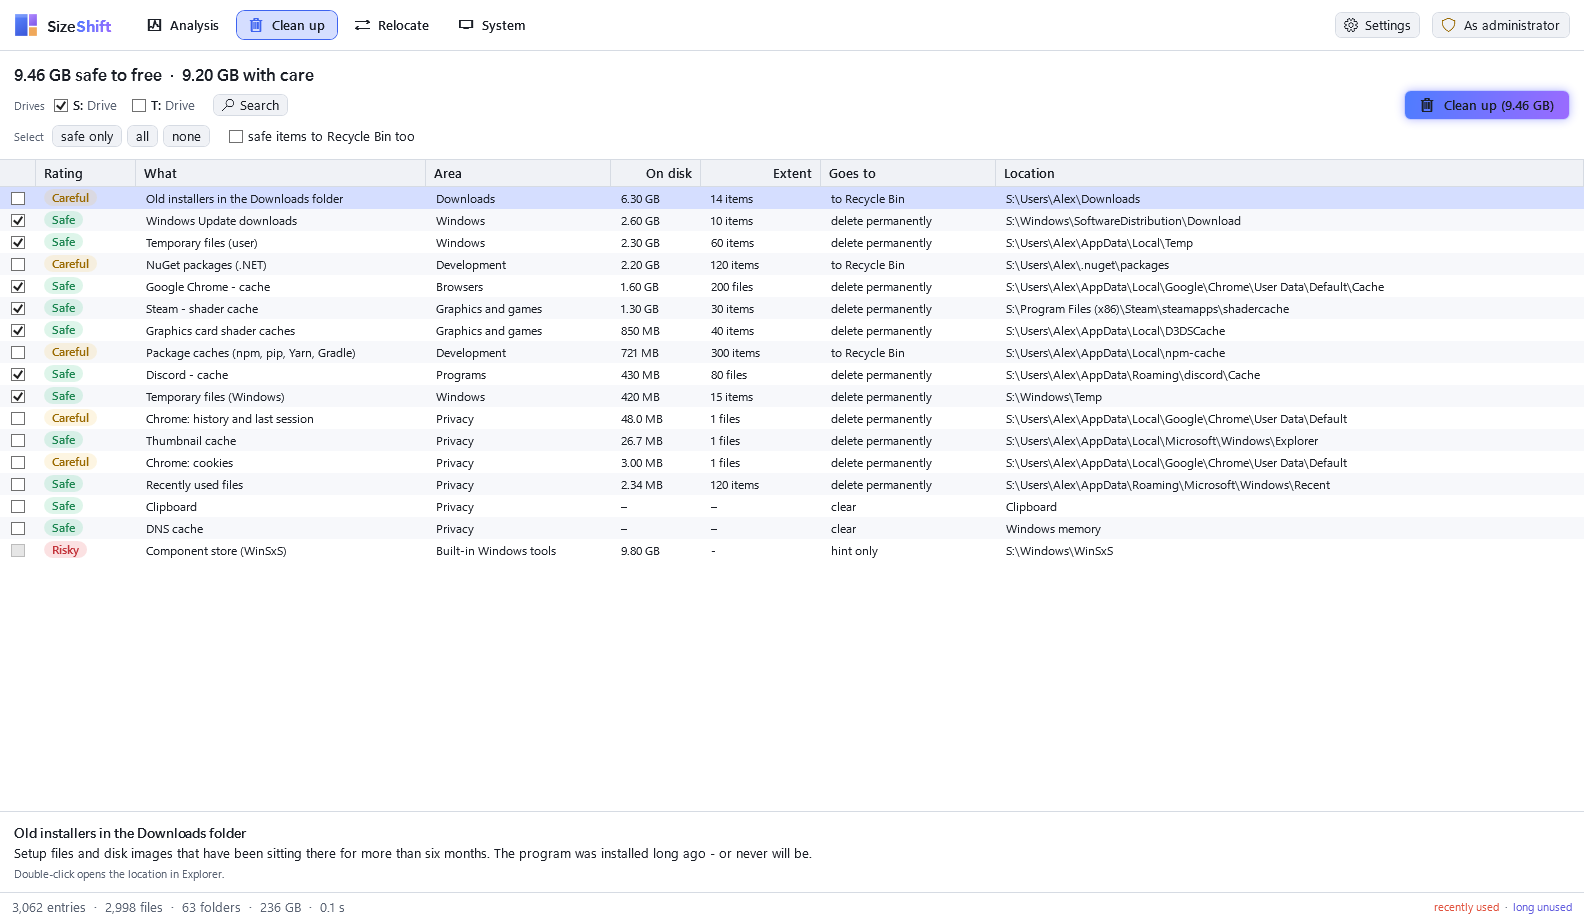 SizeShift Analysis Clean up Relocate System Settings As administrator
9.46 GB safe to free · 9.20 GB with care
Drives S: Drive T: Drive Search Clean up (9.46 GB)
Select safe only all none safe items to Recycle Bin too
Rating What Area On disk Extent Goes to Location
Careful Old installers in the Downloads folder Downloads 6.30 GB 14 items to Recycle Bin S:\Users\Alex\Downloads
Safe Windows Update downloads Windows 2.60 GB 10 items delete permanently S:\Windows\SoftwareDistribution\Download
Safe Temporary files (user) Windows 2.30 GB 60 items delete permanently S:\Users\Alex\AppData\Local\Temp
Careful NuGet packages (.NET) Development 2.20 GB 120 items to Recycle Bin S:\Users\Alex\.nuget\packages
Safe Google Chrome - cache Browsers 1.60 GB 200 files delete permanently S:\Users\Alex\AppData\Local\Google\Chrome\User Data\Default\Cache
Safe Steam - shader cache Graphics and games 1.30 GB 30 items delete permanently S:\Program Files (x86)\Steam\steamapps\shadercache
Safe Graphics card shader caches Graphics and games 850 MB 40 items delete permanently S:\Users\Alex\AppData\Local\D3DSCache
Careful Package caches (npm, pip, Yarn, Gradle) Development 721 MB 300 items to Recycle Bin S:\Users\Alex\AppData\Local\npm-cache
Safe Discord - cache Programs 430 MB 80 files delete permanently S:\Users\Alex\AppData\Roaming\discord\Cache
Safe Temporary files (Windows) Windows 420 MB 15 items delete permanently S:\Windows\Temp
Careful Chrome: history and last session Privacy 48.0 MB 1 files delete permanently S:\Users\Alex\AppData\Local\Google\Chrome\User Data\Default
Safe Thumbnail cache Privacy 26.7 MB 1 files delete permanently S:\Users\Alex\AppData\Local\Microsoft\Windows\Explorer
Careful Chrome: cookies Privacy 3.00 MB 1 files delete permanently S:\Users\Alex\AppData\Local\Google\Chrome\User Data\Default
Safe Recently used files Privacy 2.34 MB 120 items delete permanently S:\Users\Alex\AppData\Roaming\Microsoft\Windows\Recent
Safe Clipboard Privacy – – clear Clipboard
Safe DNS cache Privacy – – clear Windows memory
Risky Component store (WinSxS) Built-in Windows tools 9.80 GB - hint only S:\Windows\WinSxS
Old installers in the Downloads folder
Setup files and disk images that have been sitting there for more than six months. The program was installed long ago - or never will be.
Double-click opens the location in Explorer.
3,062 entries · 2,998 files · 63 folders · 236 GB · 0.1 s recently used · long unused